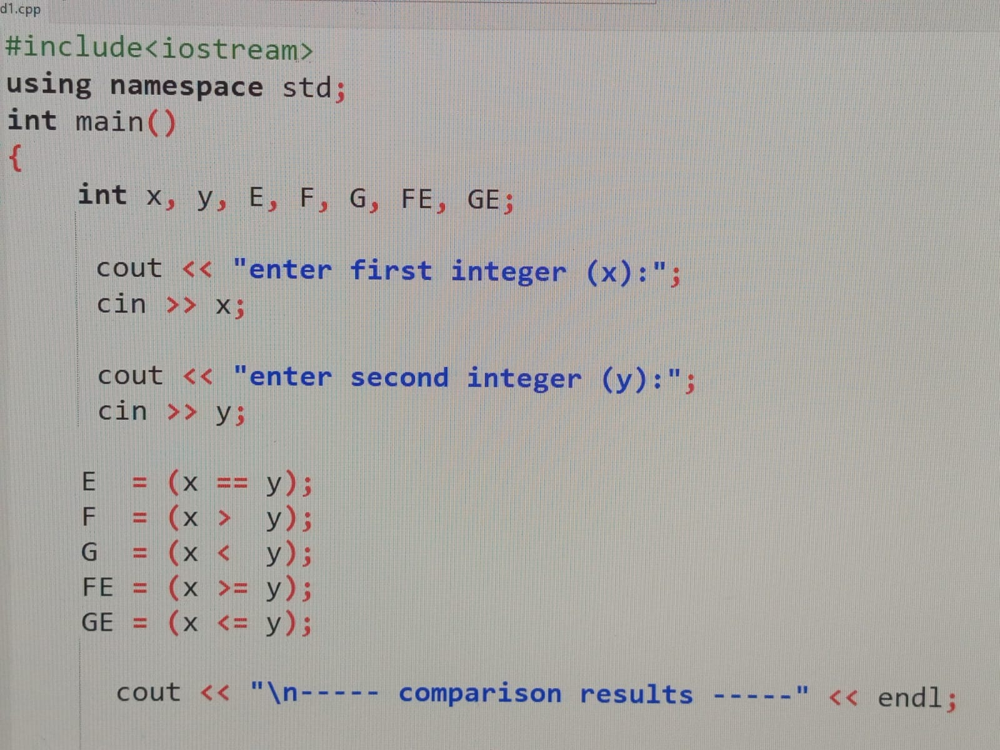 d1.cpp
#include<iostream>
using namespace std;
int main()
{
int x, y, E, F, G, FE, GE;
cout << "enter first integer (x):";
cin >> x;
cout << "enter second integer (y):";
cin >> y;
E = (x == y);
F = (x > y);
G = (x < y);
FE = (x >= y);
GE = (x <= y);
cout << "\n----- comparison results -----" << endl;